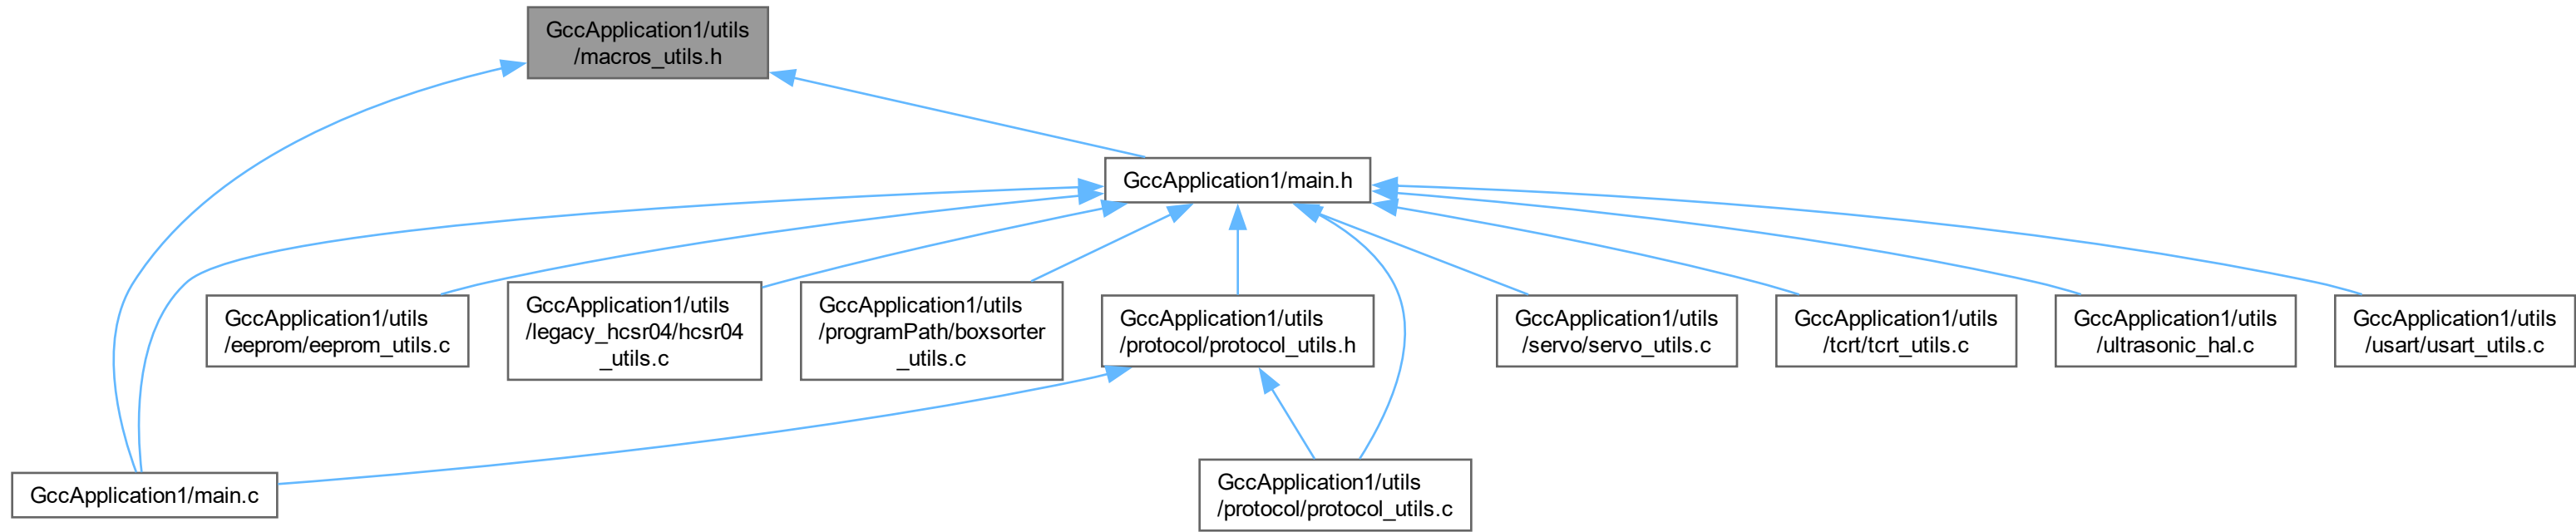 GccApplication1/utils
/macros_utils.h
GccApplication1/main.h
GccApplication1/utils
/eeprom/eeprom_utils.c
GccApplication1/utils
/legacy_hcsr04/hcsr04
_utils.c
GccApplication1/utils
/programPath/boxsorter
_utils.c
GccApplication1/utils
/protocol/protocol_utils.h
GccApplication1/utils
/servo/servo_utils.c
GccApplication1/utils
/tcrt/tcrt_utils.c
GccApplication1/utils
/ultrasonic_hal.c
GccApplication1/utils
/usart/usart_utils.c
GccApplication1/main.c
GccApplication1/utils
/protocol/protocol_utils.c